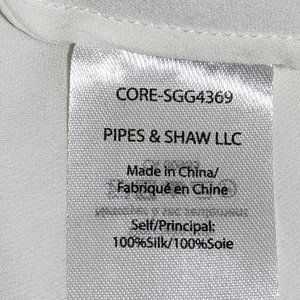 CORE-SGG4369
PIPES & SHAW LLC
Made in China/
Fabriqué en Chine
Self/Principal:
100%Silk/100%Soie